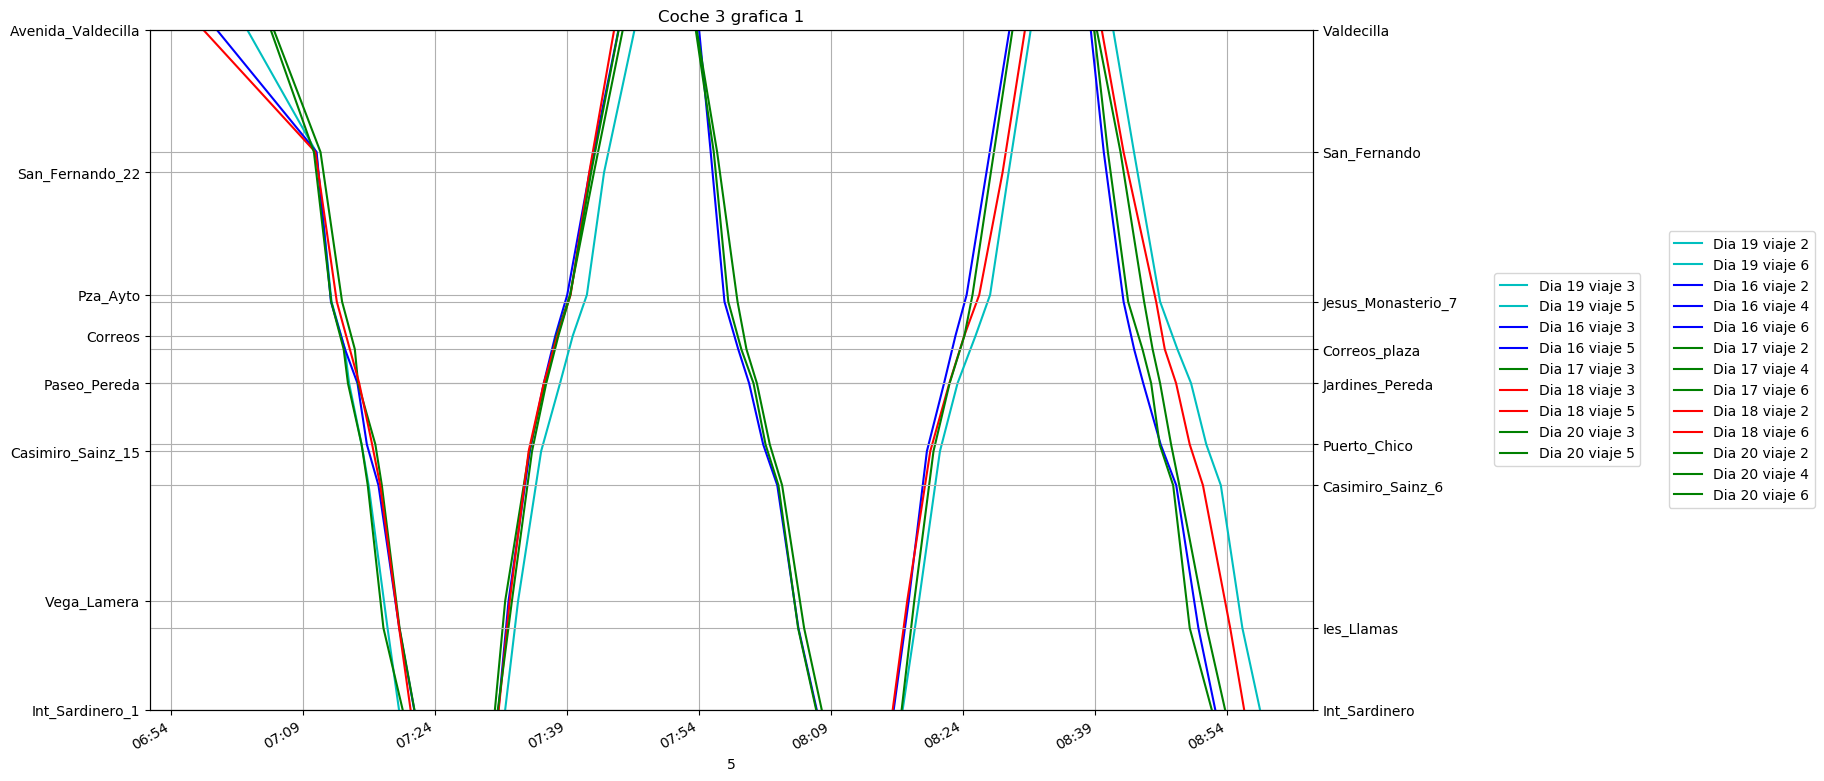 Coche 3 grafica 1
Avenida_Valdecilla
San_Fernando_22
Pza_Ayto
Correos
Paseo_Pereda
Casimiro_Sainz_15
Vega_Lamera
Int_Sardinero_1
Valdecilla
San_Fernando
Jesus_Monasterio_7
Correos_plaza
Jardines_Pereda
Puerto_Chico
Casimiro_Sainz_6
Ies_Llamas
Int_Sardinero
06:54
07:09
07:24
07:39
07:54
08:09
08:24
08:39
08:54
5
Dia 19 viaje 3
Dia 19 viaje 5
Dia 16 viaje 3
Dia 16 viaje 5
Dia 17 viaje 3
Dia 18 viaje 3
Dia 18 viaje 5
Dia 20 viaje 3
Dia 20 viaje 5
Dia 19 viaje 2
Dia 19 viaje 6
Dia 16 viaje 2
Dia 16 viaje 4
Dia 16 viaje 6
Dia 17 viaje 2
Dia 17 viaje 4
Dia 17 viaje 6
Dia 18 viaje 2
Dia 18 viaje 6
Dia 20 viaje 2
Dia 20 viaje 4
Dia 20 viaje 6